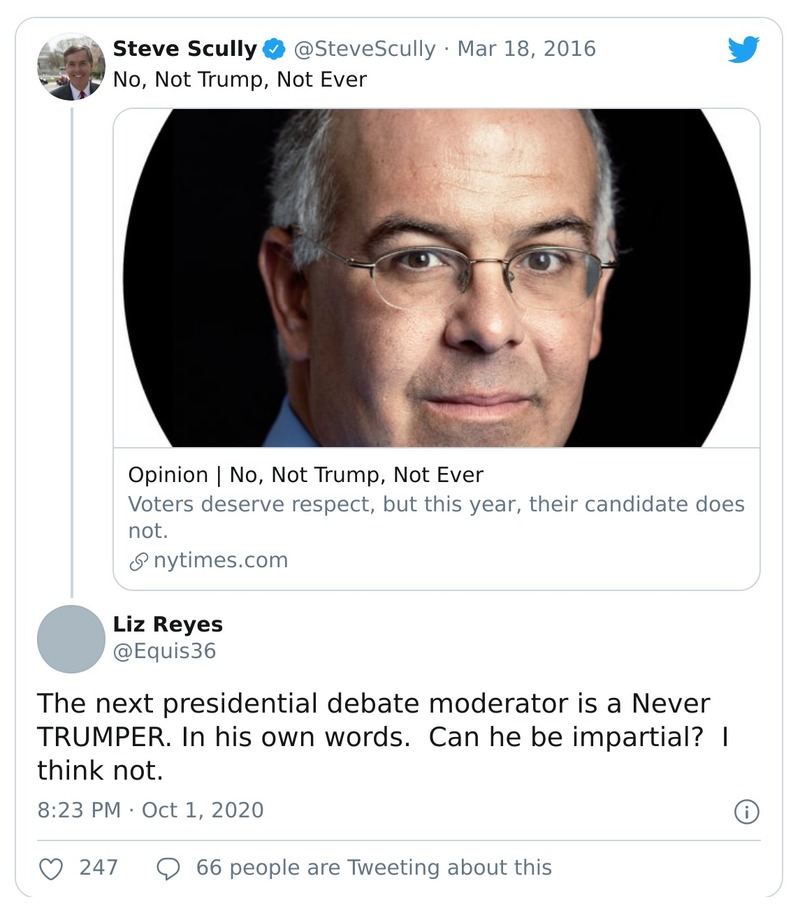 Steve Scully @SteveScully · Mar 18, 2016
No, Not Trump, Not Ever
Opinion | No, Not Trump, Not Ever
Voters deserve respect, but this year, their candidate does
not.
nytimes.com
Liz Reyes
@Equis36
The next presidential debate moderator is a Never
TRUMPER. In his own words.  Can he be impartial?  I
think not.
8:23 PM · Oct 1, 2020
247 66 people are Tweeting about this